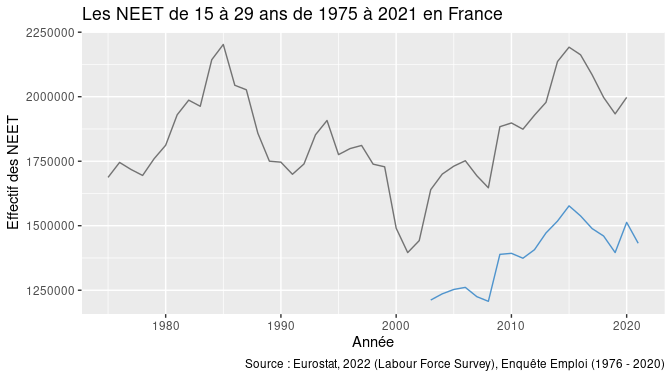 Les NEET de 15 à 29 ans de 1975 à 2021 en France
Effectif des NEET
2250000
2000000
1750000
1500000
1250000
1980 1990 2000 2010 2020
Année
Source : Eurostat, 2022 (Labour Force Survey), Enquête Emploi (1976 - 2020)